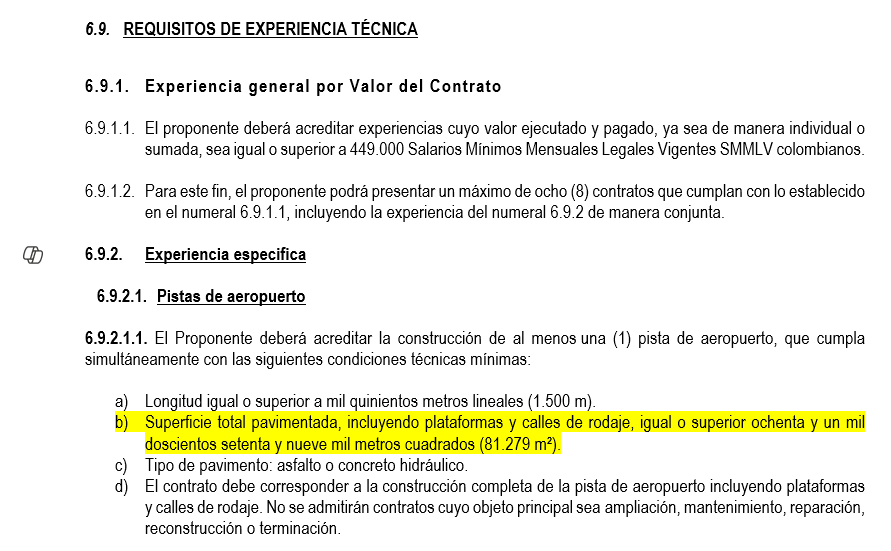 6.9. REQUISITOS DE EXPERIENCIA TÉCNICA
6.9.1. Experiencia general por Valor del Contrato
6.9.1.1. El proponente deberá acreditar experiencias cuyo valor ejecutado y pagado, ya sea de manera individual o
sumada, sea igual o superior a 449.000 Salarios Mínimos Mensuales Legales Vigentes SMMLV colombianos.
6.9.1.2. Para este fin, el proponente podrá presentar un máximo de ocho (8) contratos que cumplan con lo establecido
en el numeral 6.9.1.1, incluyendo la experiencia del numeral 6.9.2 de manera conjunta.
6.9.2. Experiencia especifica
6.9.2.1. Pistas de aeropuerto
6.9.2.1.1. El Proponente deberá acreditar la construcción de al menos una (1) pista de aeropuerto, que cumpla
simultáneamente con las siguientes condiciones técnicas mínimas:
a) Longitud igual o superior a mil quinientos metros lineales (1.500 m).
b) Superficie total pavimentada, incluyendo plataformas y calles de rodaje, igual o superior ochenta y un mil
doscientos setenta y nueve mil metros cuadrados (81.279 m²).
c) Tipo de pavimento: asfalto o concreto hidráulico.
d) El contrato debe corresponder a la construcción completa de la pista de aeropuerto incluyendo plataformas
y calles de rodaje. No se admitirán contratos cuyo objeto principal sea ampliación, mantenimiento, reparación,
reconstrucción o terminación.